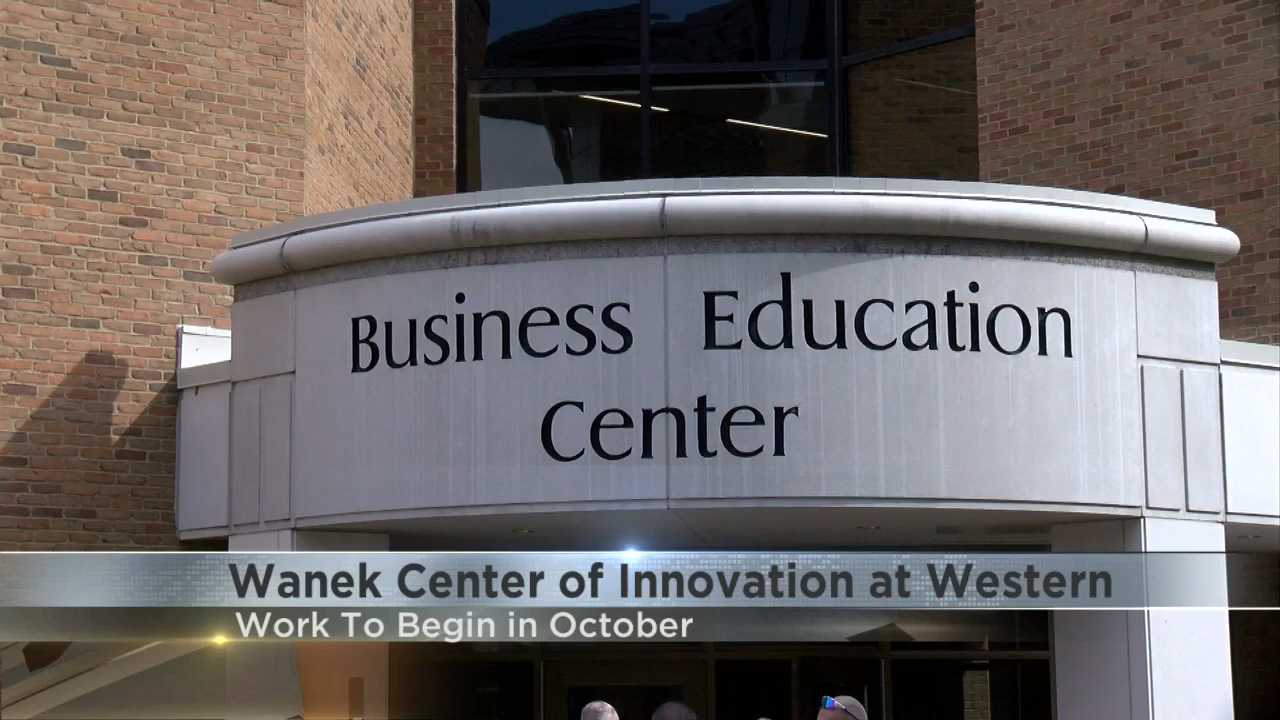 Business Education
Center
Wanek Center of Innovation at Western
Work To Begin in October